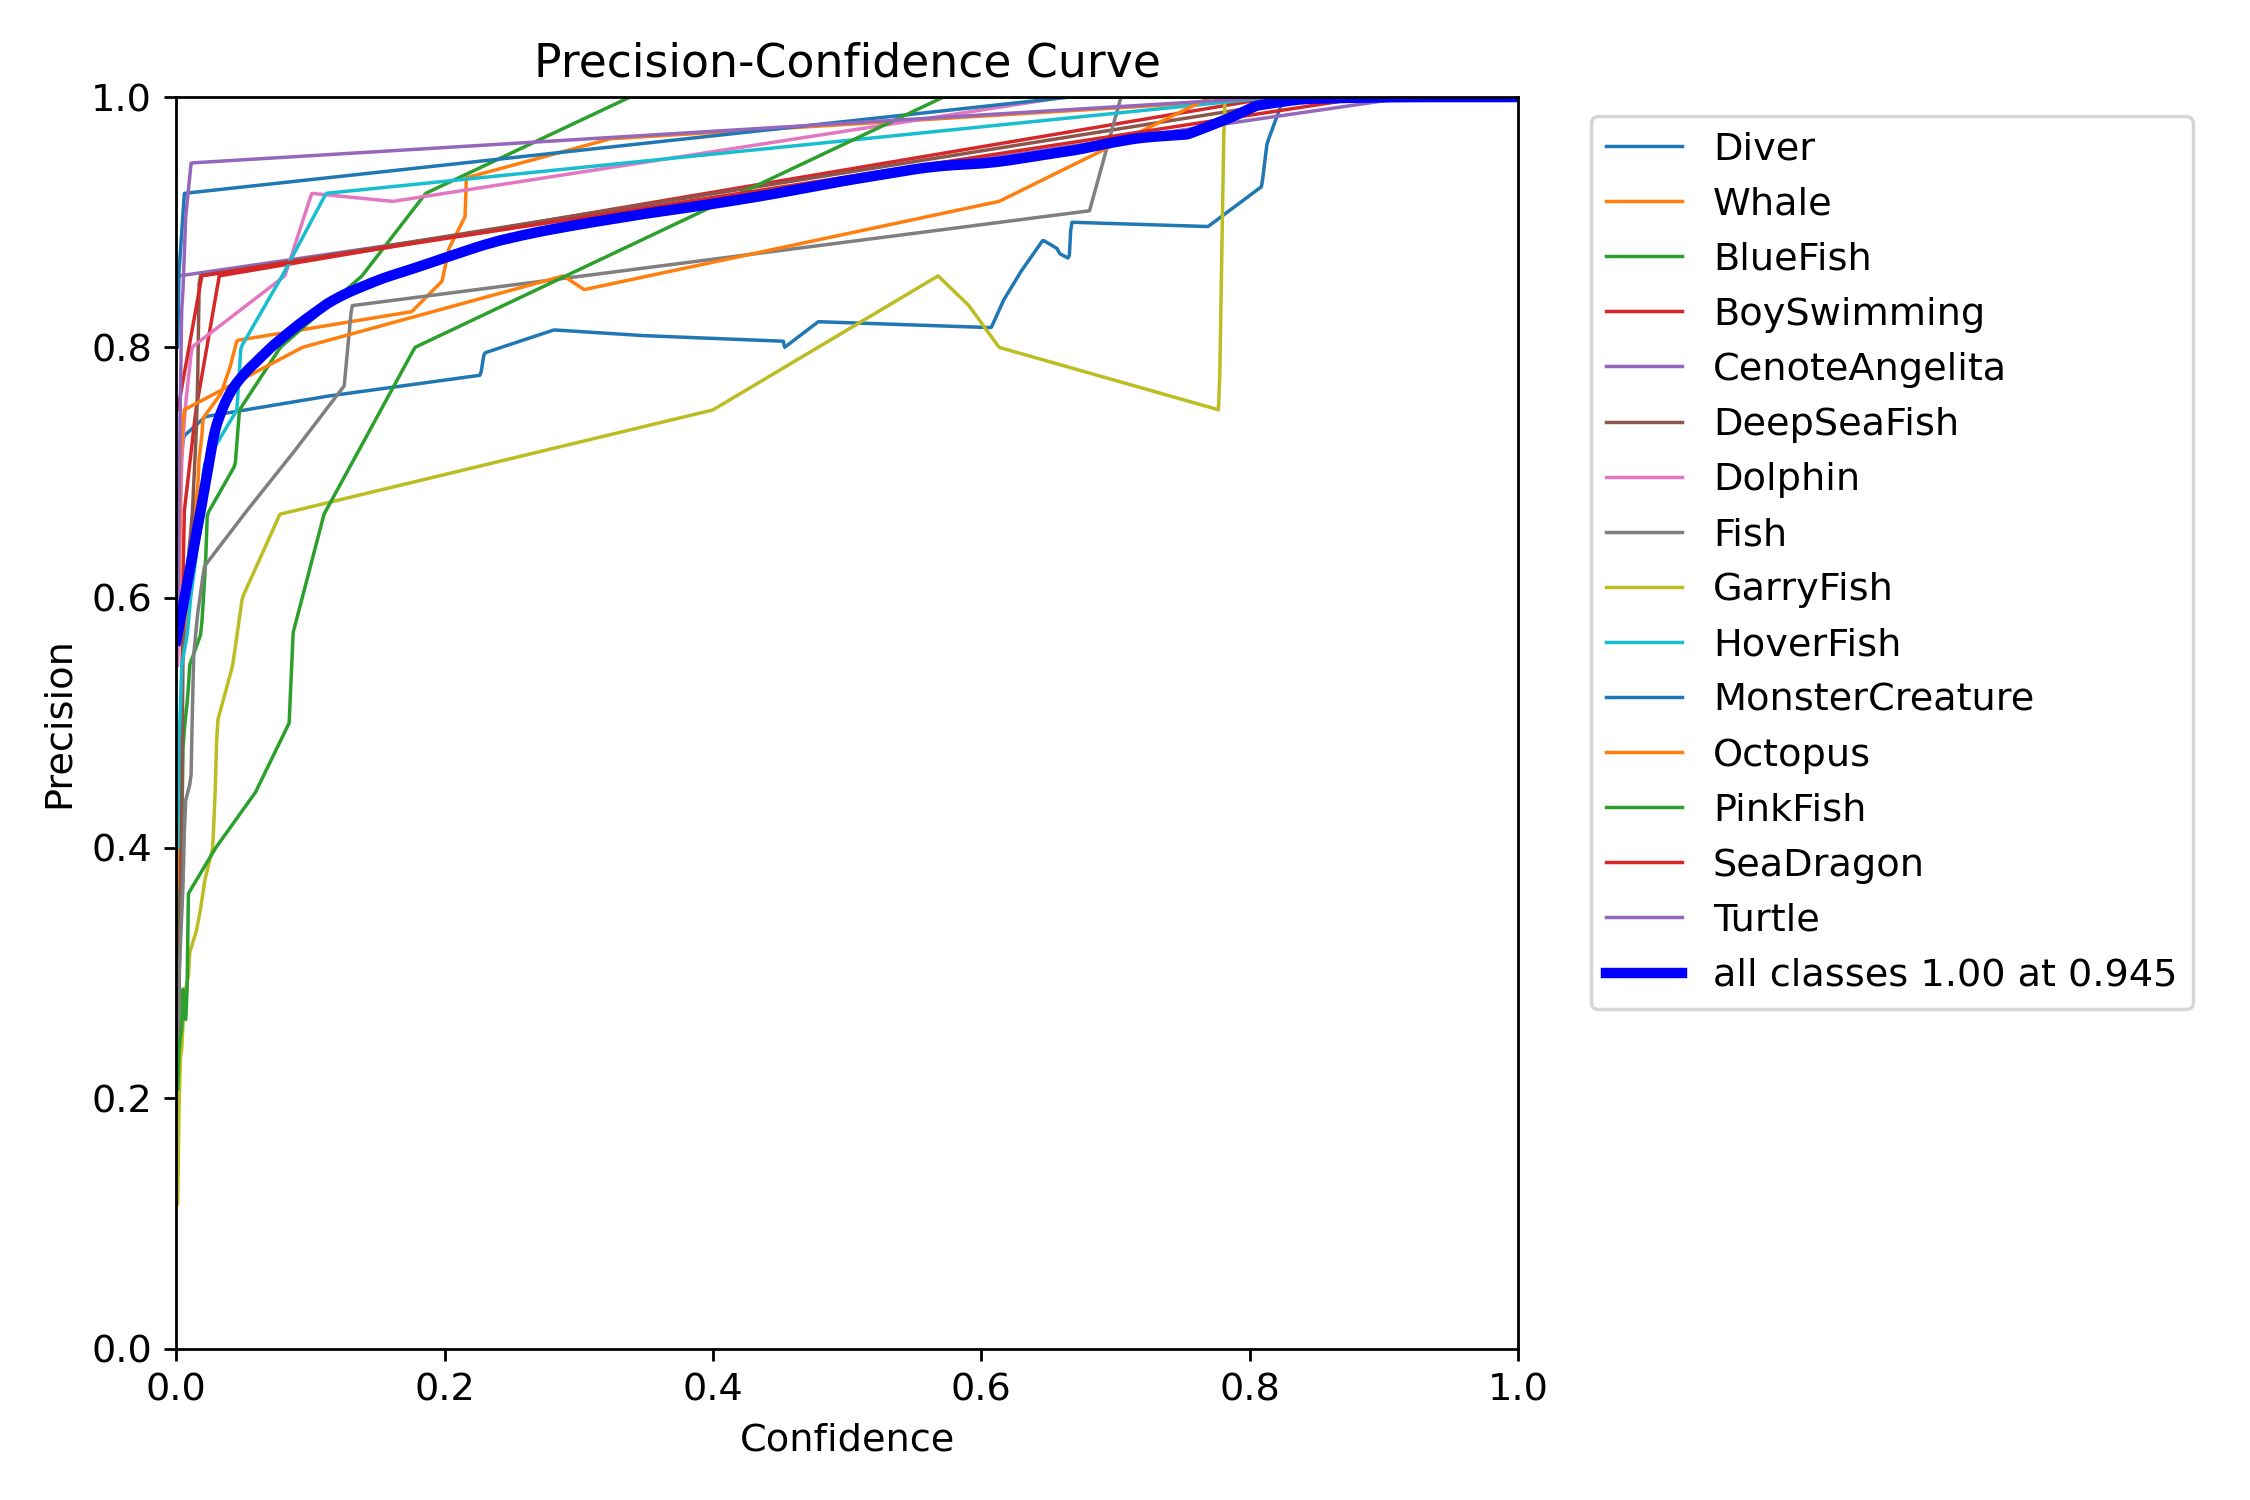 Precision-Confidence Curve
1.0
0.8
0.6
0.4
0.2
0.0
Precision
0.0 0.2 0.4 0.6 0.8 1.0
Confidence
Diver
Whale
BlueFish
BoySwimming
CenoteAngelita
DeepSeaFish
Dolphin
Fish
GarryFish
HoverFish
MonsterCreature
Octopus
PinkFish
SeaDragon
Turtle
all classes 1.00 at 0.945